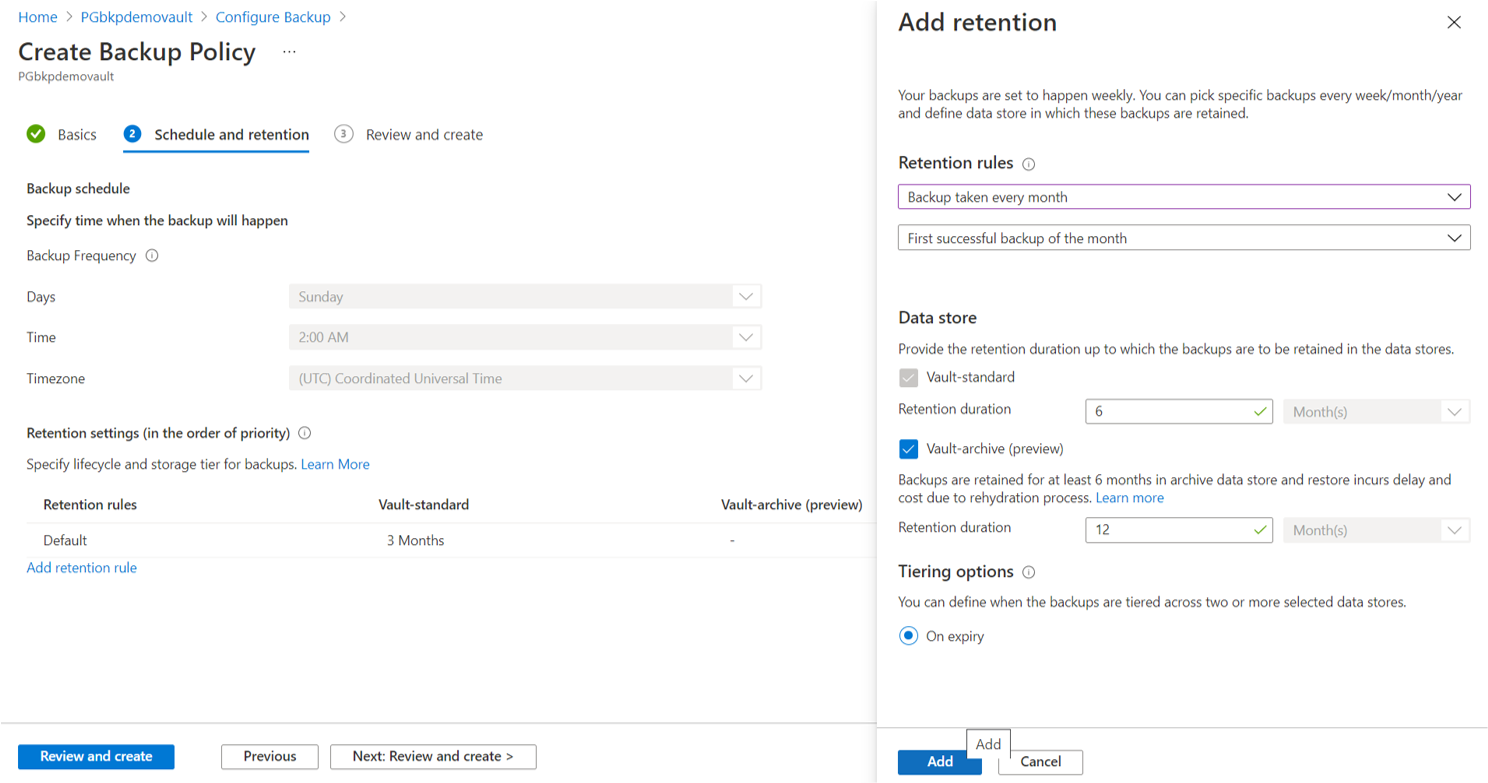 Home > PGbkpdemovault > Configure Backup >
Create Backup Policy ...
PGbkpdemovault
Basics 2 Schedule and retention 3 Review and create
Backup schedule
Specify time when the backup will happen
Backup Frequency
Days Sunday
Time 2:00 AM
Timezone (UTC) Coordinated Universal Time
Retention settings (in the order of priority)
Specify lifecycle and storage tier for backups. Learn More
Retention rules Vault-standard Vault-archive (preview)
Default 3 Months -
Add retention rule
Review and create Previous Next: Review and create >
Add retention
Your backups are set to happen weekly. You can pick specific backups every week/month/year
and define data store in which these backups are retained.
Retention rules
Backup taken every month
First successful backup of the month
Data store
Provide the retention duration up to which the backups are to be retained in the data stores.
Vault-standard
Retention duration 6 Month(s)
Vault-archive (preview)
Backups are retained for at least 6 months in archive data store and restore incurs delay and
cost due to rehydration process. Learn more
Retention duration 12 Month(s)
Tiering options
You can define when the backups are tiered across two or more selected data stores.
On expiry
Add
Add Cancel